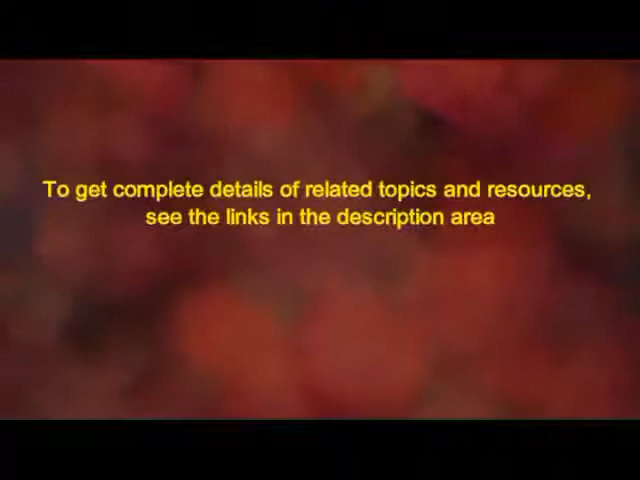 To get complete details of related topics and resources,
see the links in the description area